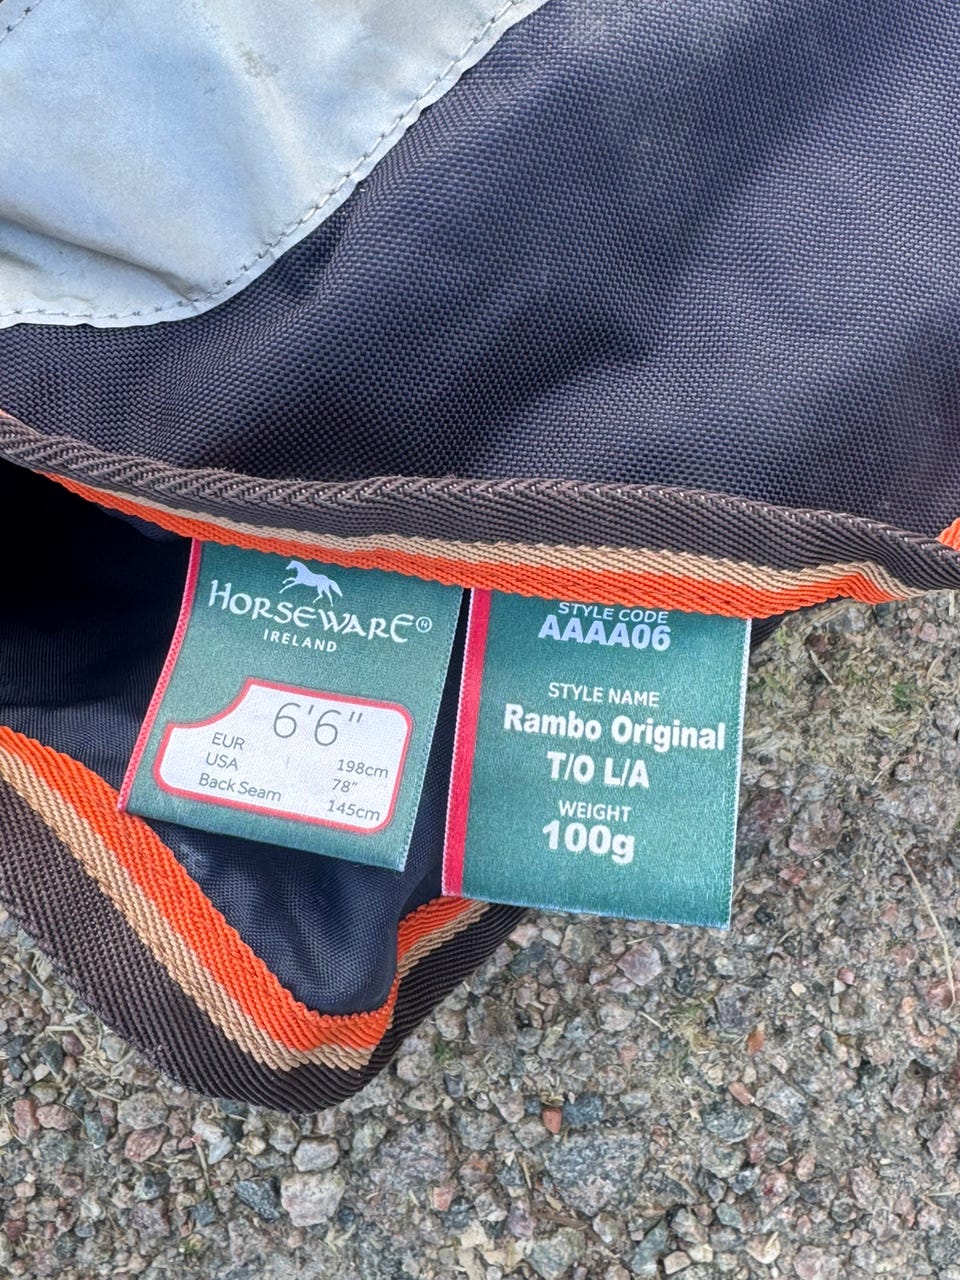 HORSEWARE
IRELAND
6'6"
EUR 198cm
USA 78"
Back Seam 145cm
STYLE CODE
AAAA06
STYLE NAME
Rambo Original
T/O L/A
WEIGHT
100g